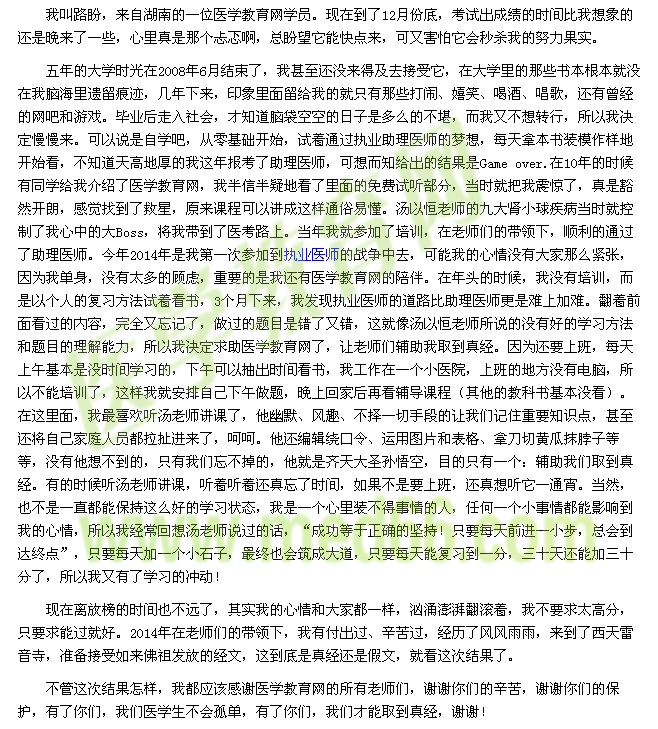 我叫路盼，来自湖南的一位医学教育网学员。现在到了12月份底，考试出成绩的时间比我想象的
还是晚来了一些，心里真是那个忐忑啊，总盼望它能快点来，可又害怕它会秒杀我的努力果实。
五年的大学时光在2008年6月结束了，我甚至还没来得及去接受它，在大学里的那些书本根本就没
在我脑海里遗留痕迹，几年下来，印象里面留给我的就只有那些打闹、嬉笑、喝酒、唱歌，还有曾经
的网吧和游戏。毕业后走入社会，才知道脑袋空空的日子是多么的不堪，而我又不想转行，所以我决
定慢慢来。可以说是自学吧，从零基础开始，试着通过执业助理医师的梦想，每天拿本书装模作样地
开始看，不知道天高地厚的我这年报考了助理医师，可想而知给出的结果是Game over.在10年的时候
有同学给我介绍了医学教育网，我半信半疑地看了里面的免费试听部分，当时就把我震惊了，真是豁
然开朗，感觉找到了救星，原来课程可以讲成这样通俗易懂。汤以恒老师的九大肾小球疾病当时就控
制了我心中的大Boss，将我带到了医考路上。当年我就参加了培训，在老师们的带领下，顺利的通过
了助理医师。今年2014年是我第一次参加到执业医师的战争中去，可能我的心情没有大家那么紧张，
因为我单身，没有太多的顾虑，重要的是我还有医学教育网的陪伴。在年头的时候，我没有培训，而
是以个人的复习方法试着看书，3个月下来，我发现执业医师的道路比助理医师更是难上加难。翻着前
面看过的内容，完全又忘记了，做过的题目是错了又错，这就像汤以恒老师所说的没有好的学习方法
和题目的理解能力，所以我决定求助医学教育网了，让老师们辅助我取到真经。因为还要上班，每天
上午基本是没时间学习的，下午可以抽出时间看书，我工作在一个小医院，上班的地方没有电脑，所
以不能培训了，这样我就安排自己下午做题，晚上回家后再看辅导课程（其他的教科书基本没看）。
在这里面，我最喜欢听汤老师讲课了，他幽默、风趣、不择一切手段的让我们记住重要知识点，甚至
还将自己家庭人员都拉扯进来了，呵呵。他还编辑绕口令、运用图片和表格、拿刀切黄瓜抹脖子等
等，没有他想不到的，只有我们忘不掉的，他就是齐天大圣孙悟空，目的只有一个：辅助我们取到真
经。有的时候听汤老师讲课，听着听着还真忘了时间，如果不是要上班，还真想听它一通宵。当然，
也不是一直都能保持这么好的学习状态，我是一个心里装不得事情的人，任何一个小事情都能影响到
我的心情，所以我经常回想汤老师说过的话，“成功等于正确的坚持！只要每天前进一小步，总会到
达终点”，只要每天加一个小石子，最终也会筑成大道，只要每天能复习到一分，三十天还能加三十
分了，所以我又有了学习的冲动！
现在离放榜的时间也不远了，其实我的心情和大家都一样，汹涌澎湃翻滚着，我不要求太高分，
只要求能过就好。2014年在老师们的带领下，我有付出过、辛苦过，经历了风风雨雨，来到了西天雷
音寺，准备接受如来佛祖发放的经文，这到底是真经还是假文，就看这次结果了。
不管这次结果怎样，我都应该感谢医学教育网的所有老师们，谢谢你们的辛苦，谢谢你们的保
护，有了你们，我们医学生不会孤单，有了你们，我们才能取到真经，谢谢！
医学教育网
www.med66.com